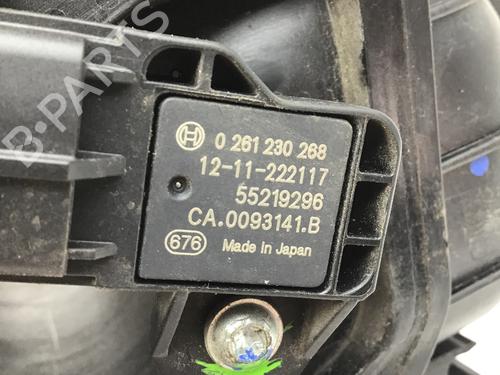 B-PARTS
0 261 230 268
12-11-222117
55219296
CA.0093141.B
676 Made in Japan